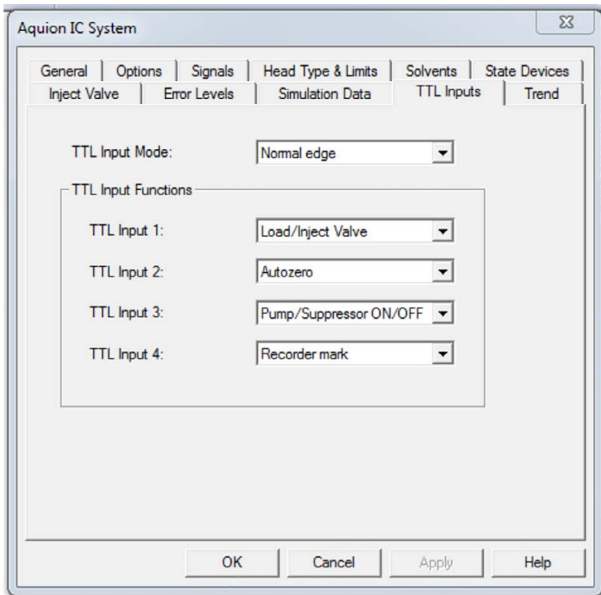 Aquion IC System
General Options Signals Head Type & Limits Solvents State Devices
Inject Valve Error Levels Simulation Data TTL Inputs Trend
TTL Input Mode: Normal edge
TTL Input Functions
TTL Input 1: Load/Inject Valve
TTL Input 2: Autozero
TTL Input 3: Pump/Suppressor ON/OFF
TTL Input 4: Recorder mark
OK Cancel Apply Help